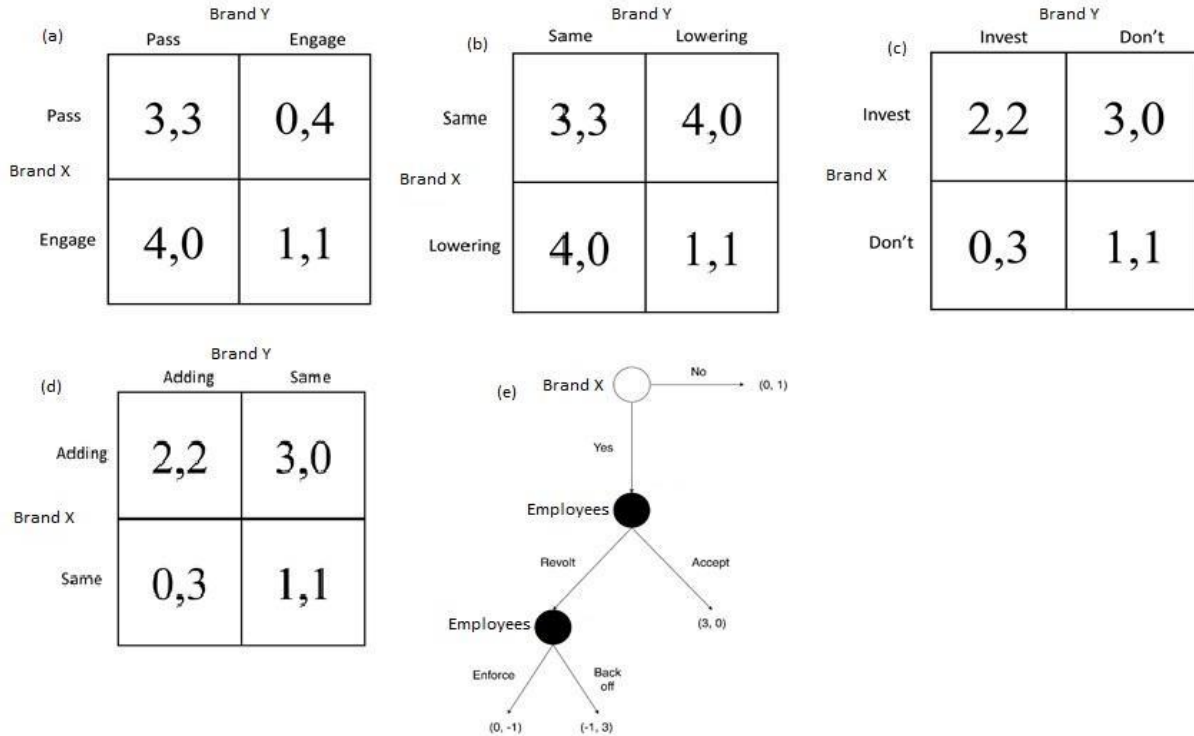 (a)
Brand Y
Pass Engage
Pass 3,3 0,4
Brand X
Engage 4,0 1,1
(b)
Brand Y
Same Lowering
Same 3,3 4,0
Brand X
Lowering 4,0 1,1
(c)
Brand Y
Invest Don't
Invest 2,2 3,0
Brand X
Don't 0,3 1,1
(d)
Brand Y
Adding Same
Adding 2,2 3,0
Brand X
Same 0,3 1,1
(e)
Brand X No (0, 1)
Yes
Employees
Revolt Accept
Employees (3, 0)
Enforce Back
off
(0, -1) (-1, 3)